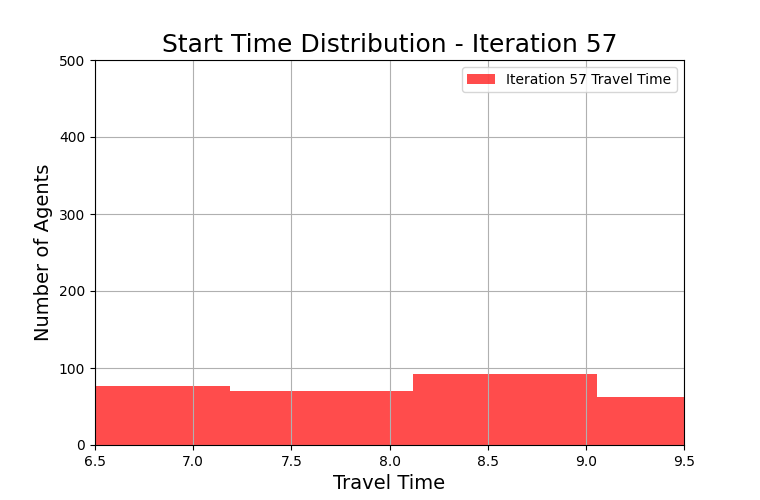 Start Time Distribution - Iteration 57
Iteration 57 Travel Time
Number of Agents
500
400
300
200
100
0
6.5 7.0 7.5 8.0 8.5 9.0 9.5
Travel Time